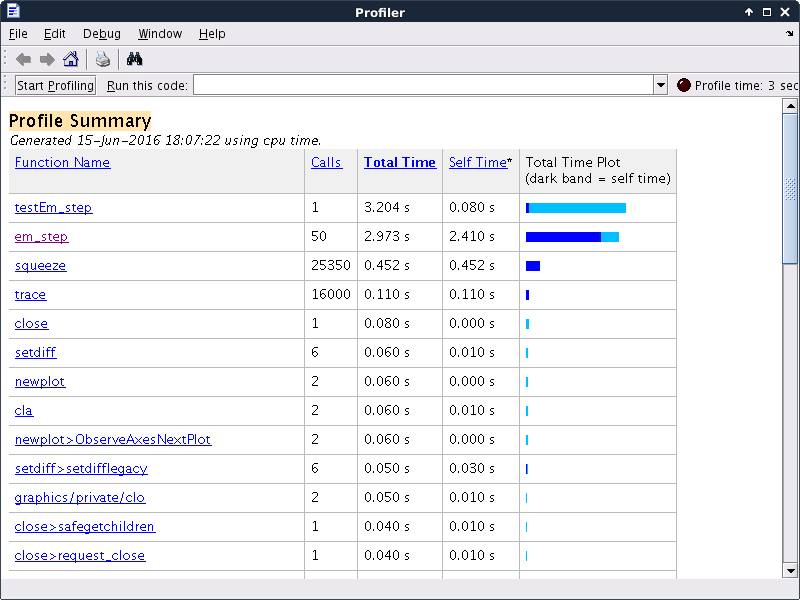 Profiler
File Edit Debug Window Help
Start Profiling Run this code: Profile time: 3 sec
Profile Summary
Generated 15-Jun-2016 18:07:22 using cpu time.
Function Name Calls Total Time Self Time* Total Time Plot
(dark band = self time)
testEm_step 1 3.204 s 0.080 s
em_step 50 2.973 s 2.410 s
squeeze 25350 0.452 s 0.452 s
trace 16000 0.110 s 0.110 s
close 1 0.080 s 0.000 s
setdiff 6 0.060 s 0.010 s
newplot 2 0.060 s 0.000 s
cla 2 0.060 s 0.010 s
newplot>ObserveAxesNextPlot 2 0.060 s 0.000 s
setdiff>setdifflegacy 6 0.050 s 0.030 s
graphics/private/clo 2 0.050 s 0.010 s
close>safegetchildren 1 0.040 s 0.010 s
close>request_close 1 0.040 s 0.010 s